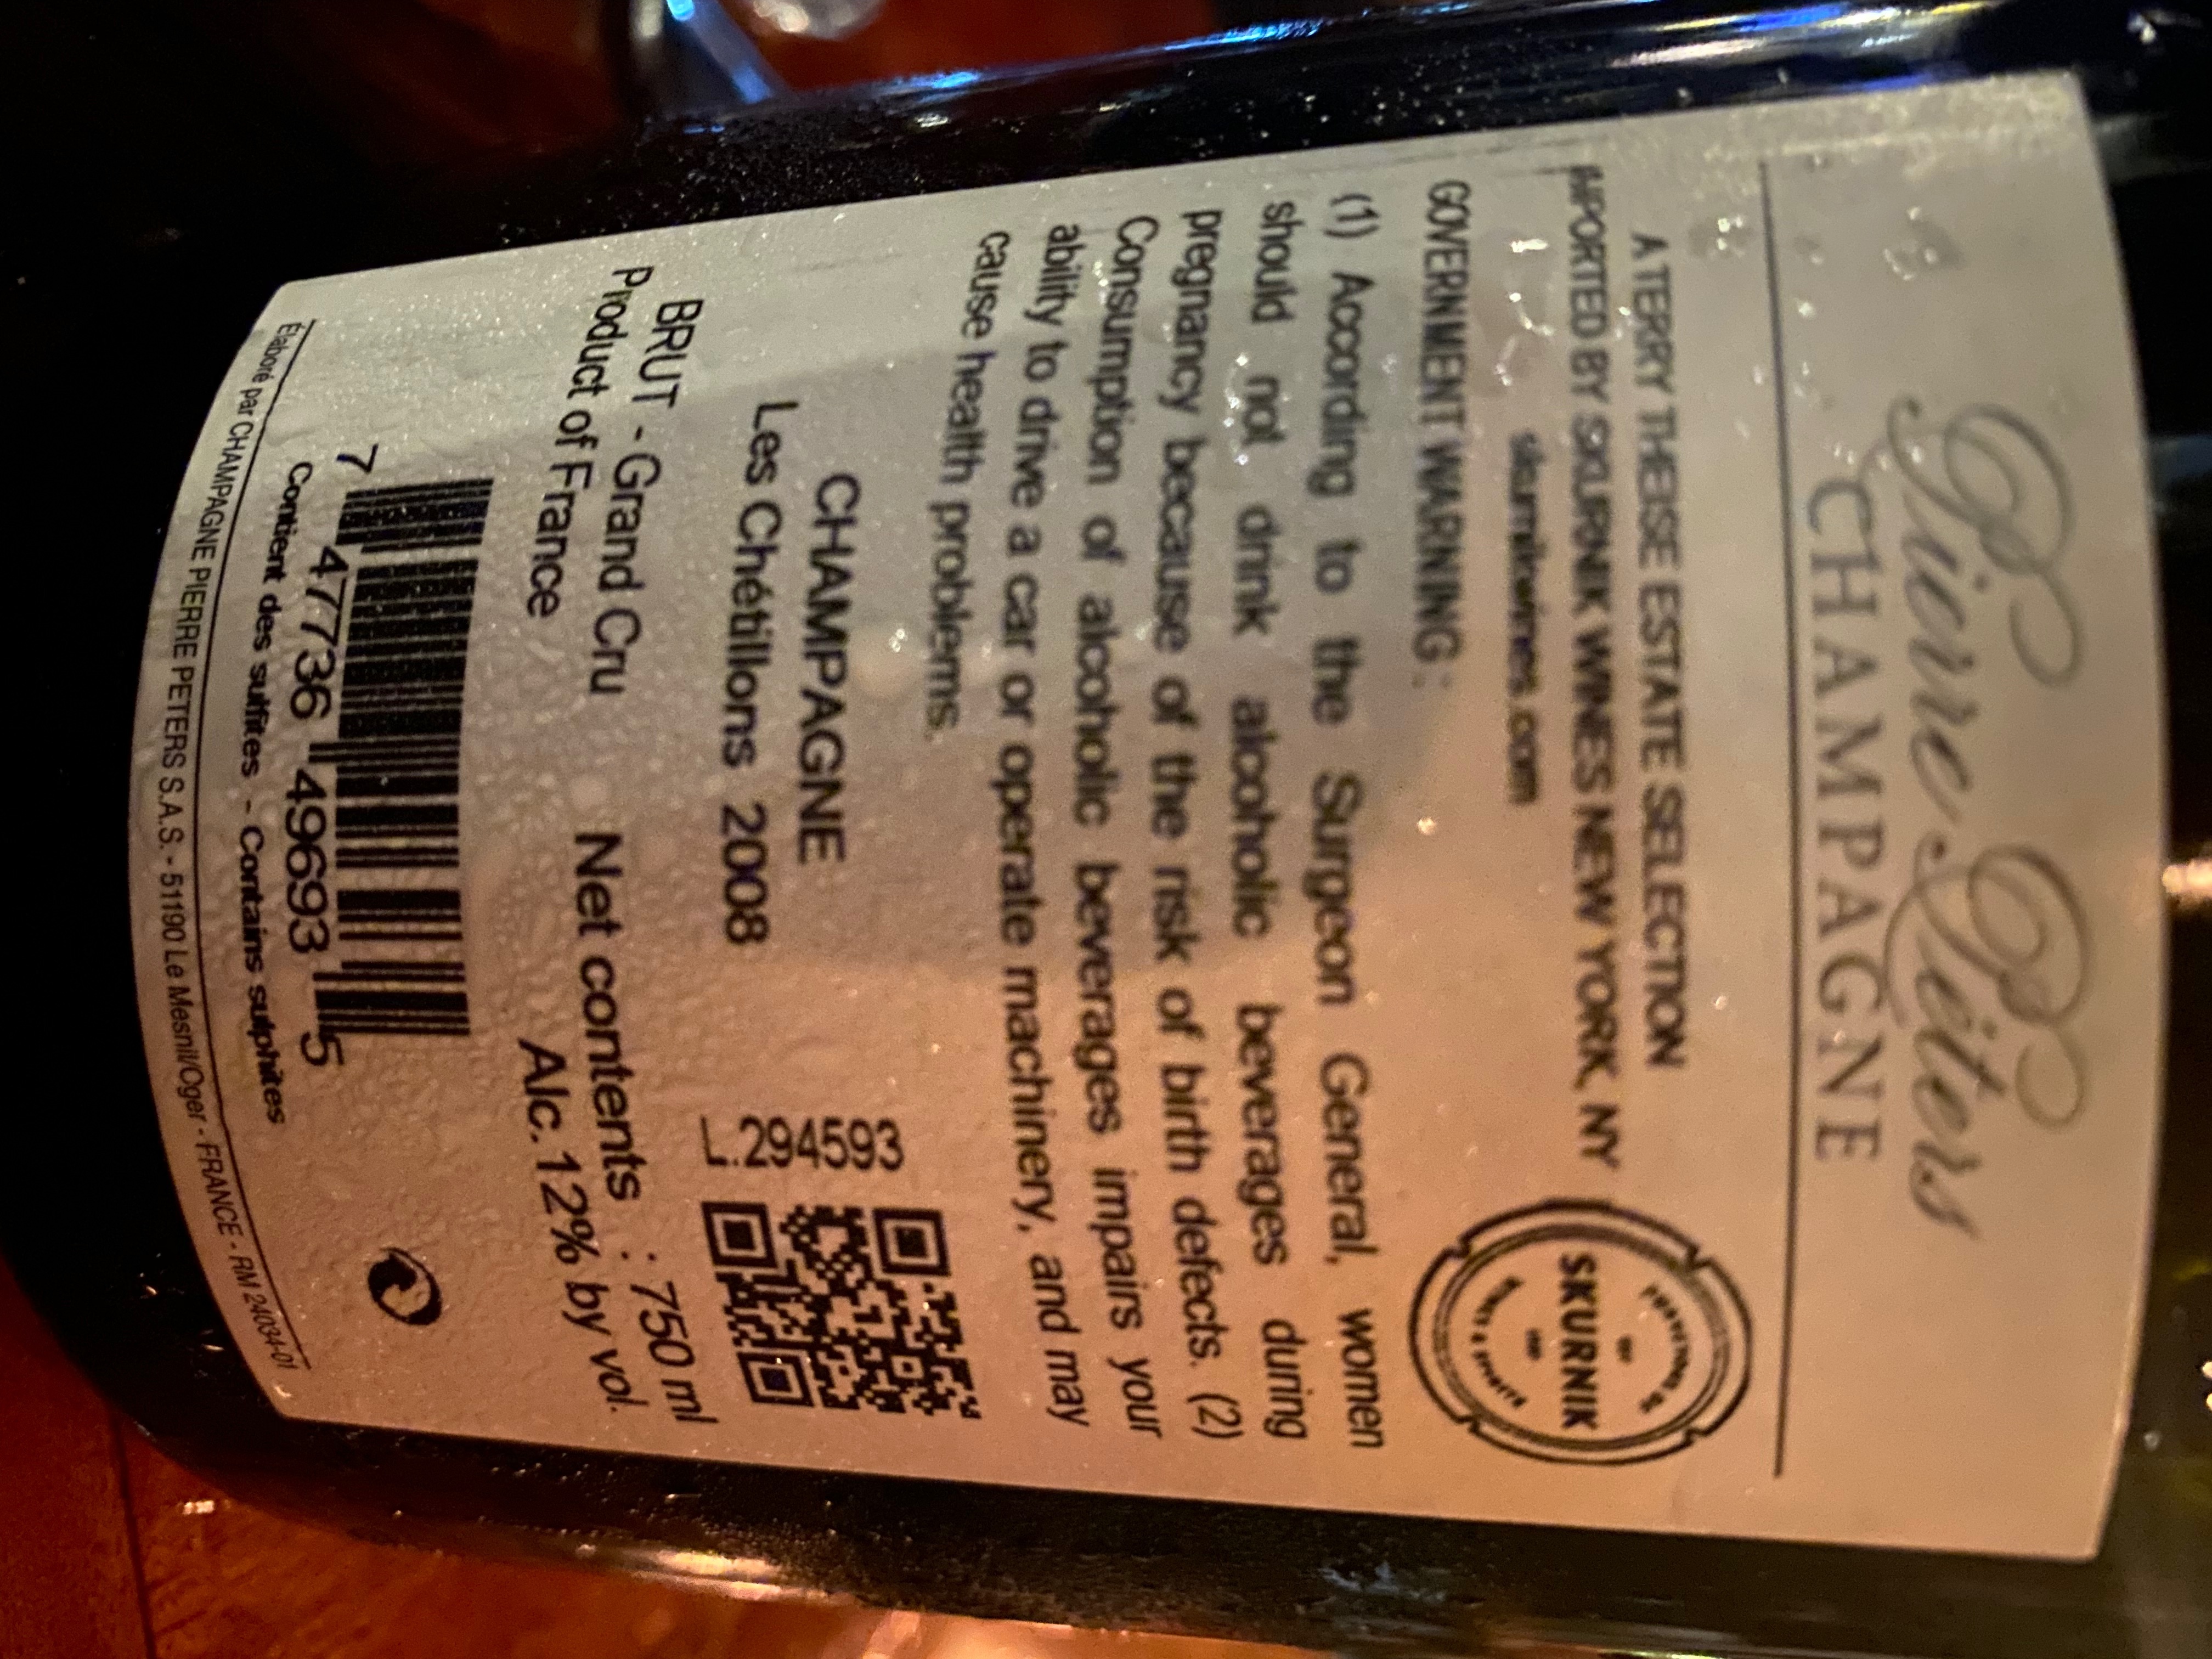 Pierre Péters
CHAMPAGNE
A TERRY THEISE ESTATE SELECTION
IMPORTED BY SKURNIK WINES NEW YORK, NY
skurnikwines.com
SKURNIK
GOVERNMENT WARNING :
(1) According to the Surgeon General, women
should not drink alcoholic beverages during
pregnancy because of the risk of birth defects. (2)
Consumption of alcoholic beverages impairs your
ability to drive a car or operate machinery, and may
cause health problems.
CHAMPAGNE
Les Chétillons 2008
L.294593
BRUT - Grand Cru Net contents : 750 ml
Product of France Alc. 12% by vol.
7 47736 49693 5
Contient des sulfites - Contains sulphites
Élaboré par CHAMPAGNE PIERRE PETERS S.A.S. - 51190 Le Mesnil/Oger - FRANCE - RM 24034-01